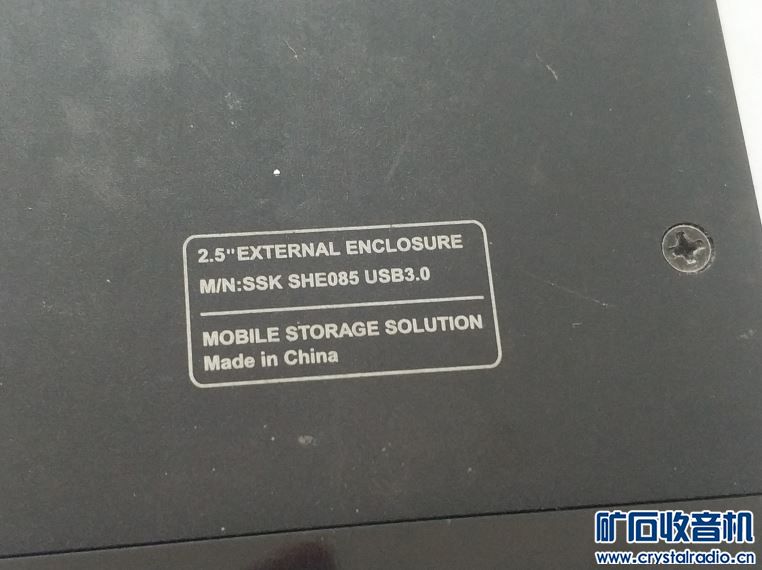 2.5"EXTERNAL ENCLOSURE
M/N:SSK SHE085 USB3.0
MOBILE STORAGE SOLUTION
Made in China
矿石收音机
www.crystalradio.cn